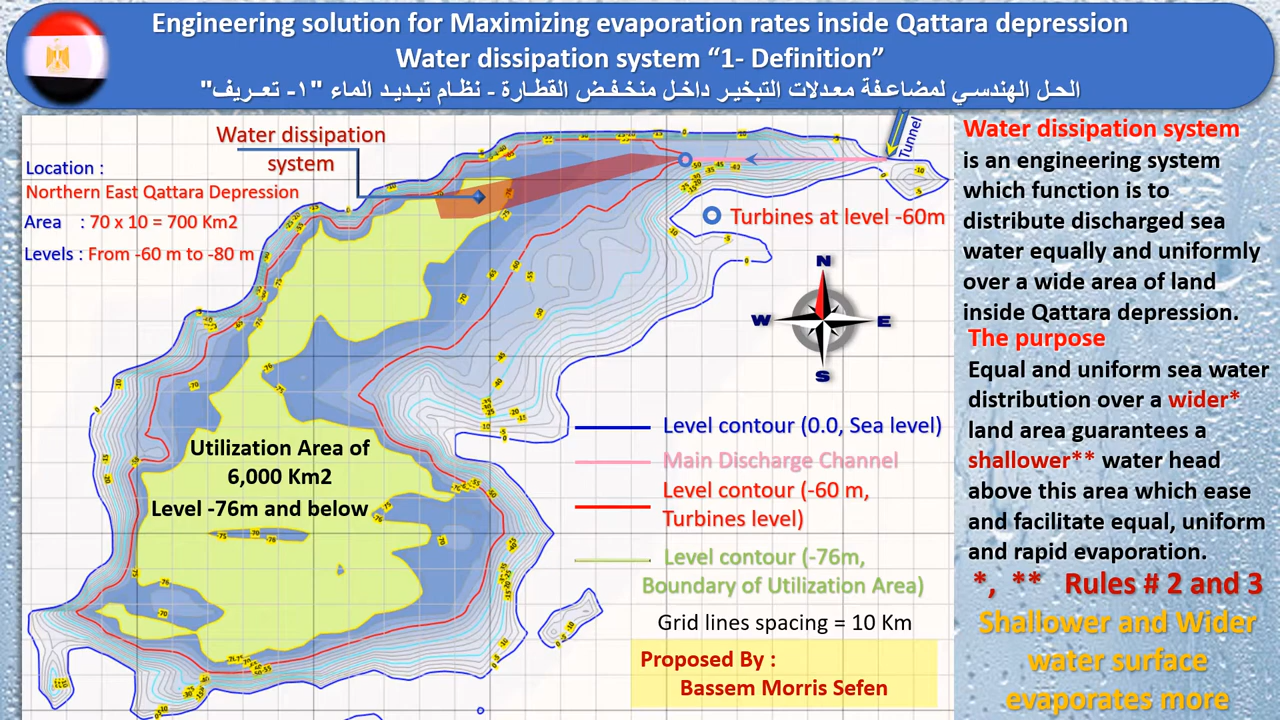 Engineering solution for Maximizing evaporation rates inside Qattara depression
Water dissipation system “1- Definition”
الحل الهندسي لمضاعفة معدلات التبخير داخل منخفض القطارة - نظام تبديد الماء "١- تعريف"
Water dissipation
system
Location :
Northern East Qattara Depression
Area : 70 x 10 = 700 Km2
Levels : From -60 m to -80 m
Tunnel
Turbines at level -60m
N
W
E
S
Utilization Area of
6,000 Km2
Level -76m and below
Level contour (0.0, Sea level)
Main Discharge Channel
Level contour (-60 m,
Turbines level)
Level contour (-76m,
Boundary of Utilization Area)
Grid lines spacing = 10 Km
Proposed By :
Bassem Morris Sefen
Water dissipation system
is an engineering system
which function is to
distribute discharged sea
water equally and uniformly
over a wide area of land
inside Qattara depression.
The purpose
Equal and uniform sea water
distribution over a wider*
land area guarantees a
shallower** water head
above this area which ease
and facilitate equal, uniform
and rapid evaporation.
*, ** Rules # 2 and 3
Shallower and Wider
water surface
evaporates more